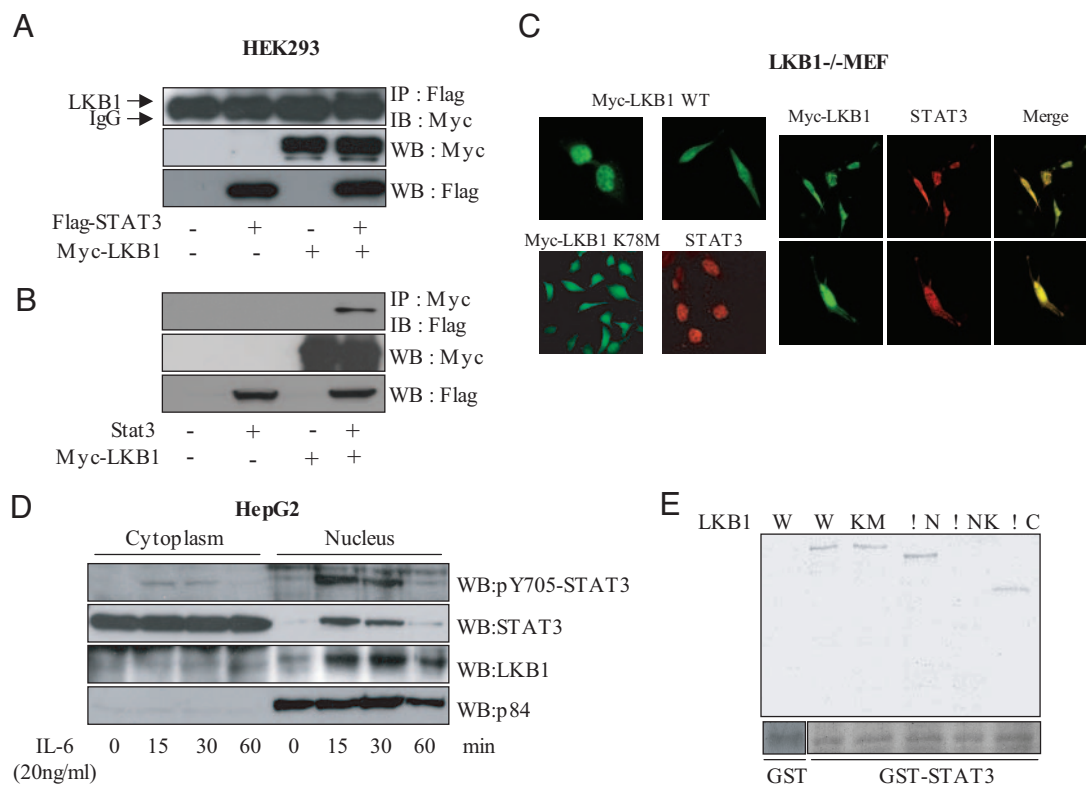 A
HEK293
LKB1
IgG
IP : Flag
IB : Myc
WB : Myc
WB : Flag
Flag-STAT3 - + - +
Myc-LKB1 - - + +
B
IP : Myc
IB : Flag
WB : Myc
WB : Flag
Stat3 - + - +
Myc-LKB1 - - + +
C
LKB1-/-MEF
Myc-LKB1 WT
Myc-LKB1 K78M STAT3
Myc-LKB1 STAT3 Merge
D
HepG2
Cytoplasm Nucleus
WB:pY705-STAT3
WB:STAT3
WB:LKB1
WB:p84
IL-6 0 15 30 60 0 15 30 60 min
(20ng/ml)
E
LKB1 W W KM ! N ! NK ! C
GST GST-STAT3